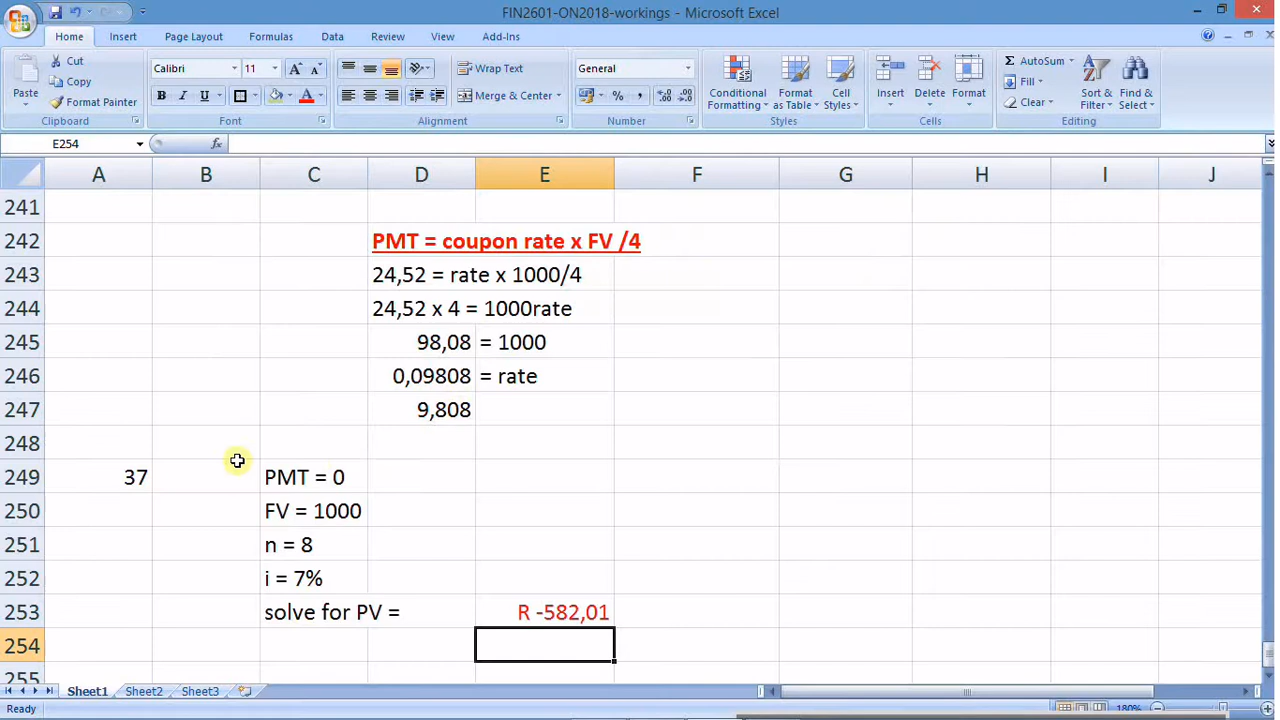 FIN2601-ON2018-workings - Microsoft Excel
Home Insert Page Layout Formulas Data Review View Add-Ins
Paste
Cut
Copy
Format Painter
Clipboard
Calibri 11
B I U
Font
Wrap Text
Merge & Center
Alignment
General
Number
Conditional Formatting
Format as Table
Cell Styles
Styles
Insert Delete Format
Cells
Σ AutoSum
Fill
Clear
Sort & Filter
Find & Select
Editing
E254 fx
A B C D E F G H I J
241
242 PMT = coupon rate x FV /4
243 24,52 = rate x 1000/4
244 24,52 x 4 = 1000rate
245 98,08 = 1000
246 0,09808 = rate
247 9,808
248
249 37 PMT = 0
250 FV = 1000
251 n = 8
252 i = 7%
253 solve for PV = R -582,01
254
255
Sheet1 Sheet2 Sheet3
Ready 180%